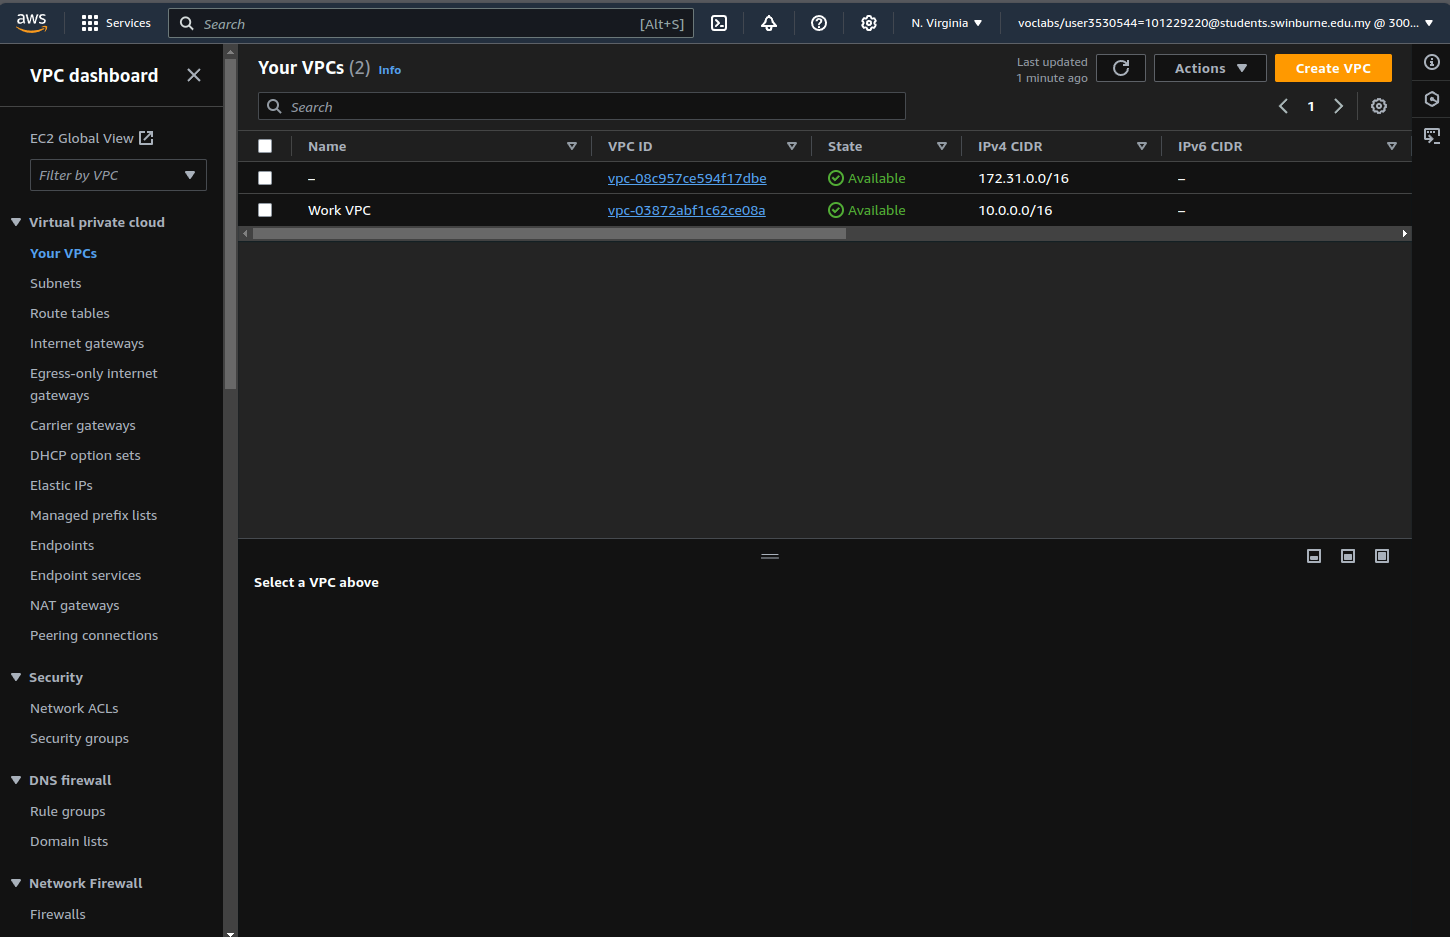 aws
Services
Search
[Alt+S]
N. Virginia
voclabs/user3530544=101229220@students.swinburne.edu.my @ 300...
VPC dashboard
EC2 Global View
Filter by VPC
Virtual private cloud
Your VPCs
Subnets
Route tables
Internet gateways
Egress-only internet
gateways
Carrier gateways
DHCP option sets
Elastic IPs
Managed prefix lists
Endpoints
Endpoint services
NAT gateways
Peering connections
Security
Network ACLs
Security groups
DNS firewall
Rule groups
Domain lists
Network Firewall
Firewalls
Your VPCs (2) Info
Last updated
1 minute ago
Actions
Create VPC
Search
1
Name VPC ID State IPv4 CIDR IPv6 CIDR
– vpc-08c957ce594f17dbe Available 172.31.0.0/16 –
Work VPC vpc-03872abf1c62ce08a Available 10.0.0.0/16 –
Select a VPC above